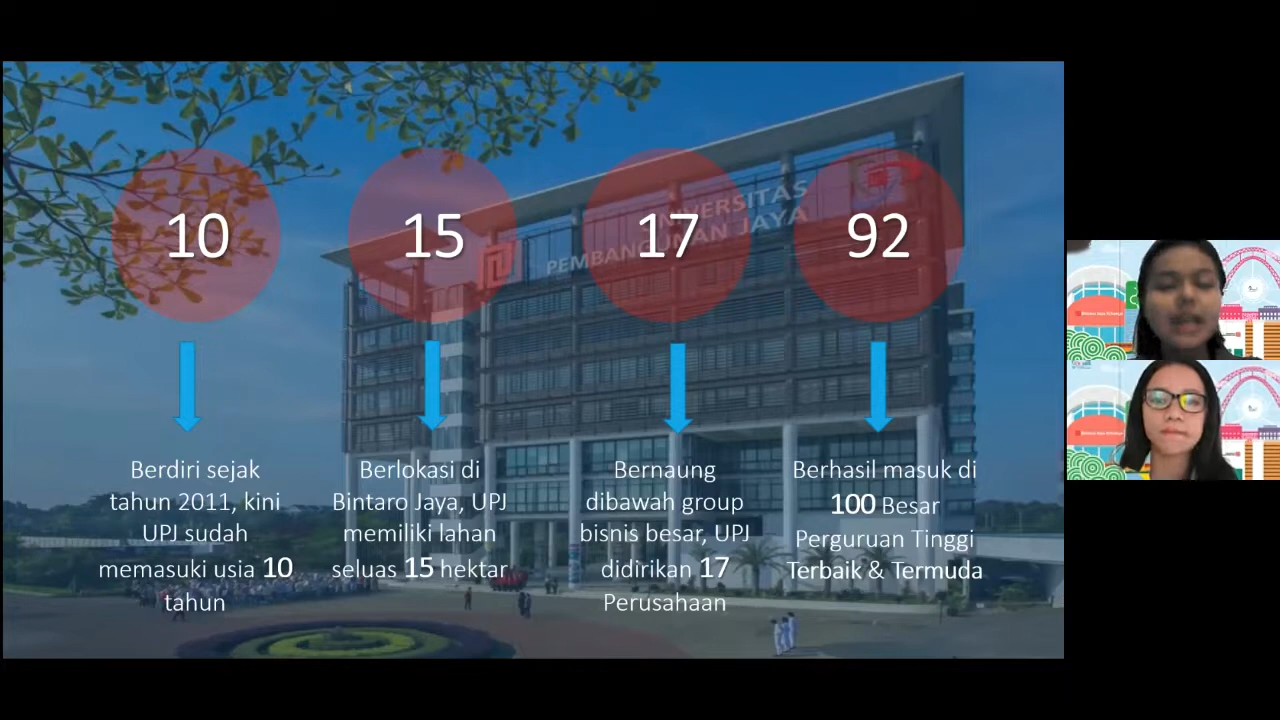 10
15
17
92
UNIVERSITAS
PEMBANGUNAN JAYA
Berdiri sejak
tahun 2011, kini
UPJ sudah
memasuki usia 10
tahun
Berlokasi di
Bintaro Jaya, UPJ
memiliki lahan
seluas 15 hektar
Bernaung
dibawah group
bisnis besar, UPJ
didirikan 17
Perusahaan
Berhasil masuk di
100 Besar
Perguruan Tinggi
Terbaik & Termuda